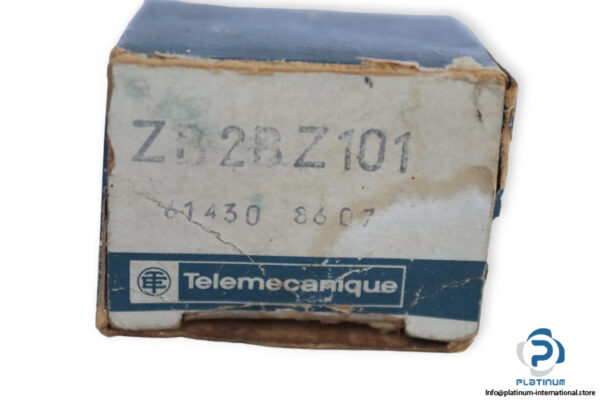 ZB2BZ101
61430 8607
Telemecanique
PLATINUM
Info@platinum-international.store